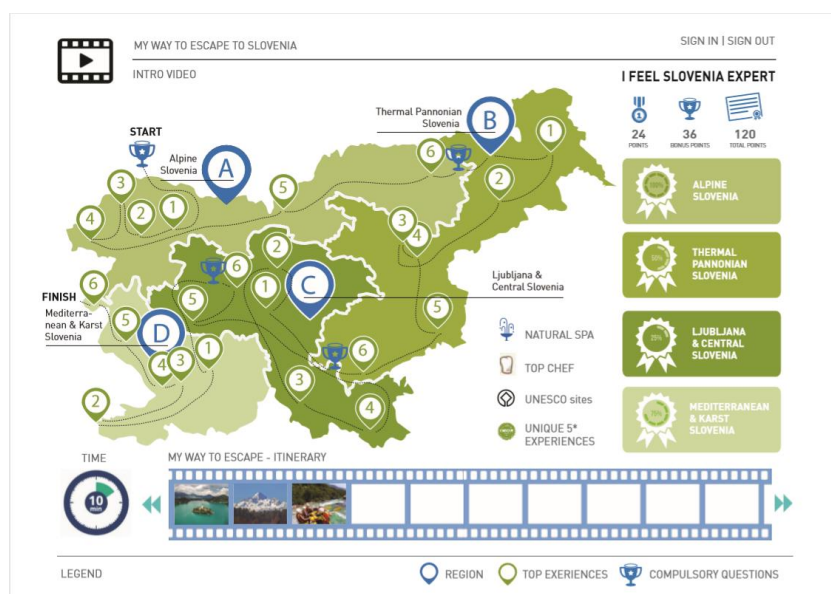 MY WAY TO ESCAPE TO SLOVENIA
SIGN IN | SIGN OUT
INTRO VIDEO
I FEEL SLOVENIA EXPERT
24
POINTS
36
BONUS POINTS
120
TOTAL POINTS
START
Alpine
Slovenia
A
Thermal Pannonian
Slovenia
B
1
6
2
3
5
4
2
1
3
4
ALPINE
SLOVENIA
THERMAL
PANNONIAN
SLOVENIA
50%
2
6
1
C
5
Ljubljana &
Central Slovenia
5
6
3
4
LJUBLJANA
& CENTRAL
SLOVENIA
25%
6
FINISH
Mediterra-
nean & Karst
Slovenia
5
D
4
3
1
2
MEDITERRANEAN
& KARST
SLOVENIA
75%
NATURAL SPA
TOP CHEF
UNESCO sites
UNIQUE 5*
EXPERIENCES
TIME
10
min
MY WAY TO ESCAPE - ITINERARY
LEGEND
REGION
TOP EXERIENCES
COMPULSORY QUESTIONS